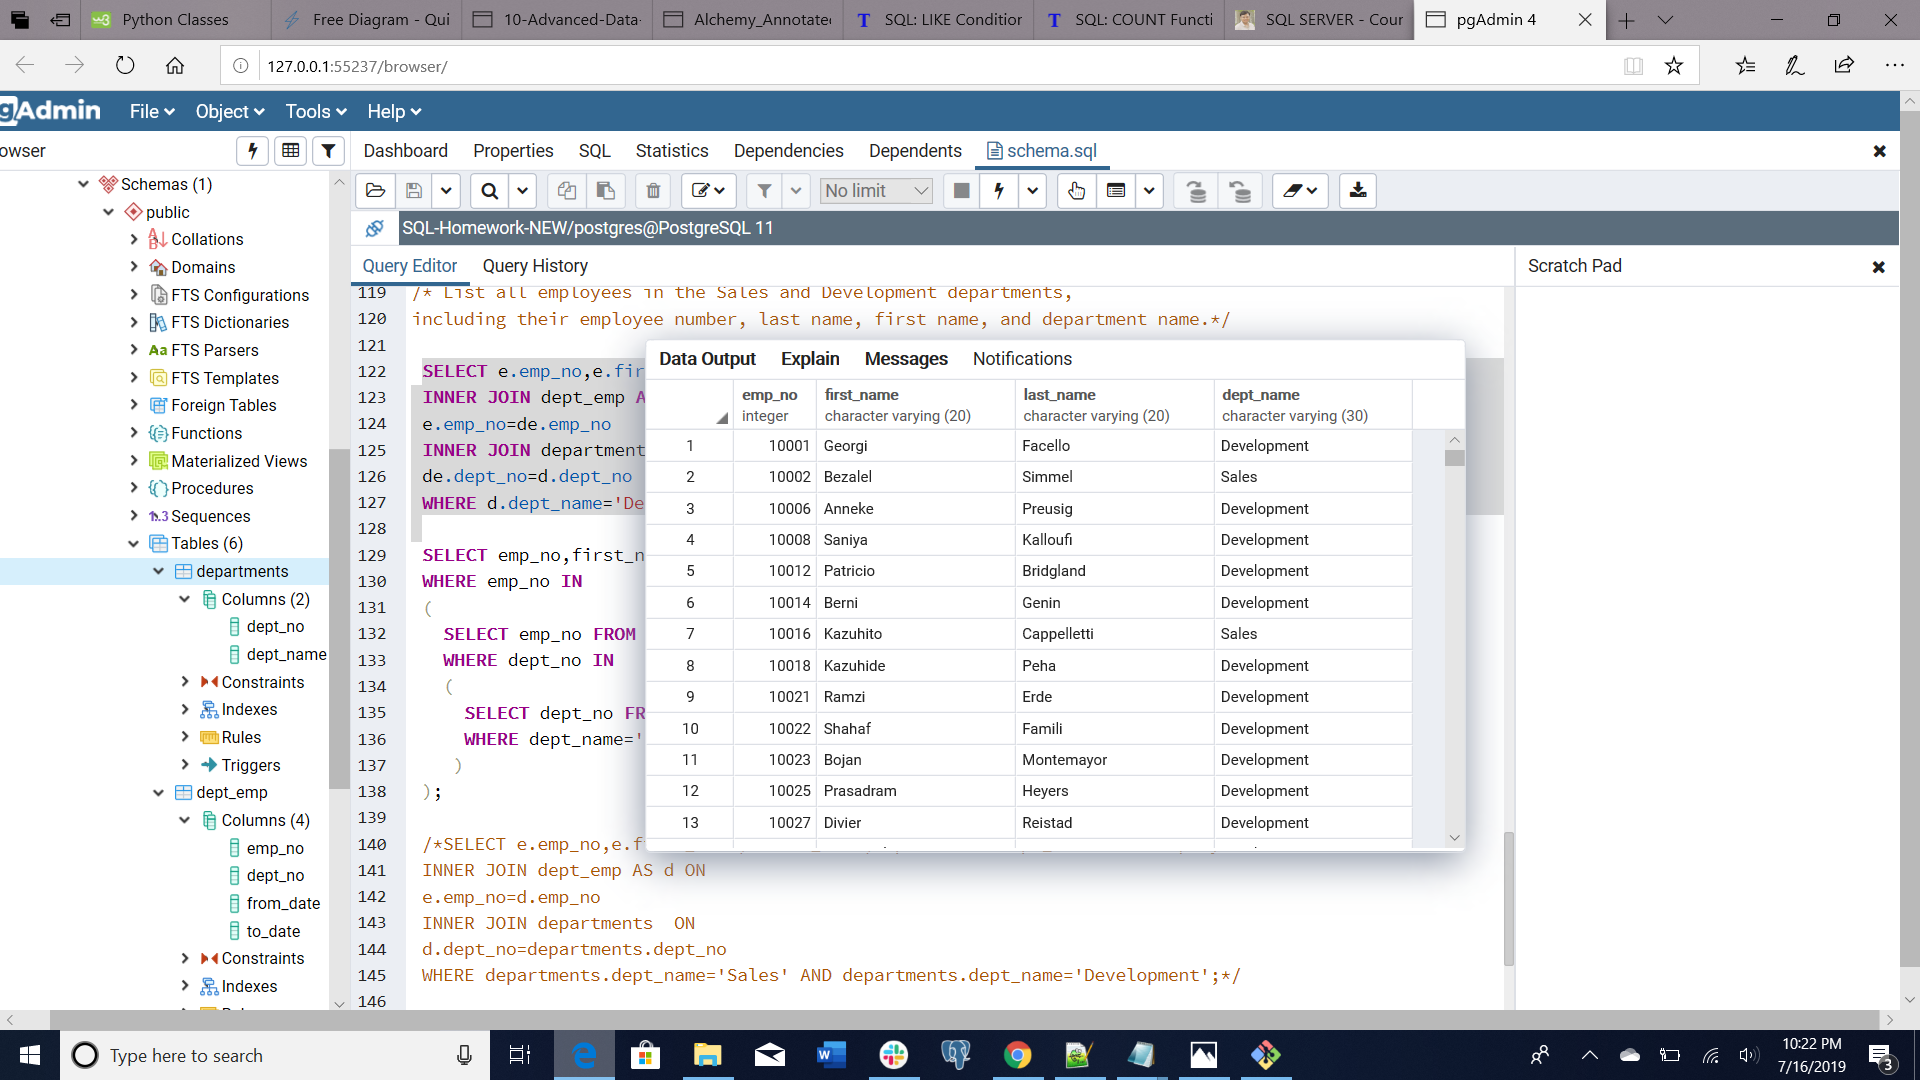 Python Classes
Free Diagram - Qui
10-Advanced-Data-
Alchemy_Annotate
SQL: LIKE Condition
SQL: COUNT Functi
SQL SERVER - Cour
pgAdmin 4
127.0.0.1:55237/browser/
gAdmin
File
Object
Tools
Help
owser
Dashboard
Properties
SQL
Statistics
Dependencies
Dependents
schema.sql
No limit
SQL-Homework-NEW/postgres@PostgreSQL 11
Query Editor
Query History
Scratch Pad
Schemas (1)
public
Collations
Domains
FTS Configurations
FTS Dictionaries
Aa FTS Parsers
FTS Templates
Foreign Tables
Functions
Materialized Views
Procedures
1..3 Sequences
Tables (6)
departments
Columns (2)
dept_no
dept_name
Constraints
Indexes
Rules
Triggers
dept_emp
Columns (4)
emp_no
dept_no
from_date
to_date
Constraints
Indexes
119 /* List all employees in the Sales and Development departments,
120 including their employee number, last name, first name, and department name.*/
121
122 SELECT e.emp_no,e.fir
123 INNER JOIN dept_emp A
124 e.emp_no=de.emp_no
125 INNER JOIN department
126 de.dept_no=d.dept_no
127 WHERE d.dept_name='De
128
129 SELECT emp_no,first_n
130 WHERE emp_no IN
131 (
132 SELECT emp_no FROM
133 WHERE dept_no IN
134 (
135 SELECT dept_no FR
136 WHERE dept_name='
137 )
138 );
139
140 /*SELECT e.emp_no,e.fi
141 INNER JOIN dept_emp AS d ON
142 e.emp_no=d.emp_no
143 INNER JOIN departments ON
144 d.dept_no=departments.dept_no
145 WHERE departments.dept_name='Sales' AND departments.dept_name='Development';*/
146
Data Output
Explain
Messages
Notifications
emp_no first_name last_name dept_name
integer character varying (20) character varying (20) character varying (30)
1 10001 Georgi Facello Development
2 10002 Bezalel Simmel Sales
3 10006 Anneke Preusig Development
4 10008 Saniya Kalloufi Development
5 10012 Patricio Bridgland Development
6 10014 Berni Genin Development
7 10016 Kazuhito Cappelletti Sales
8 10018 Kazuhide Peha Development
9 10021 Ramzi Erde Development
10 10022 Shahaf Famili Development
11 10023 Bojan Montemayor Development
12 10025 Prasadram Heyers Development
13 10027 Divier Reistad Development
Type here to search
10:22 PM
7/16/2019
3